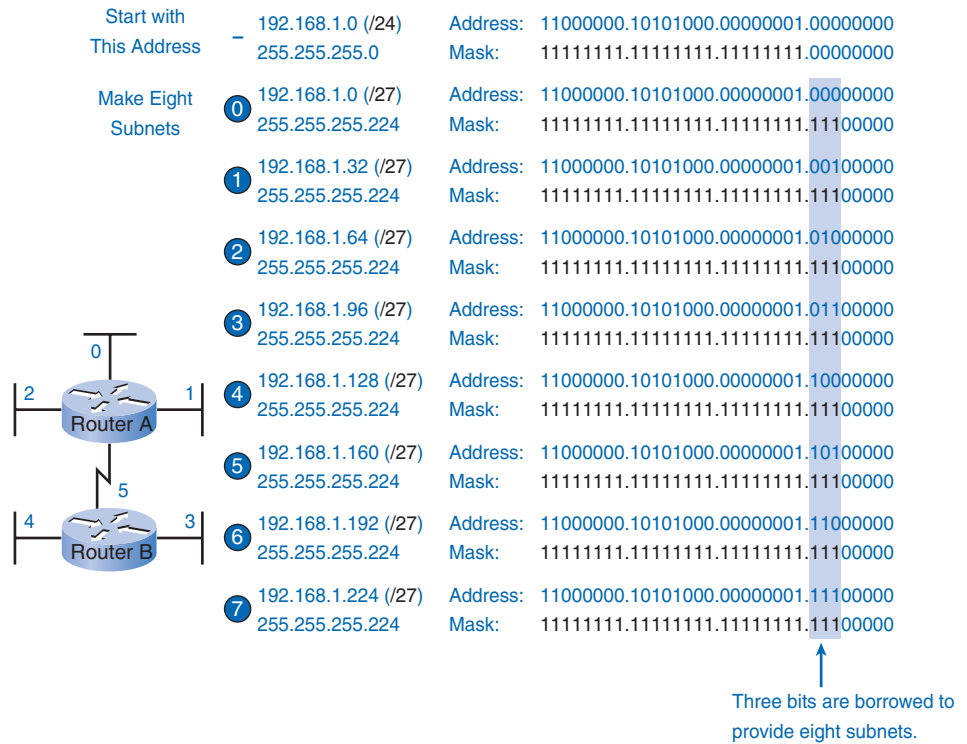 Start with
This Address
– 192.168.1.0 (/24) Address: 11000000.10101000.00000001.00000000
255.255.255.0 Mask: 11111111.11111111.11111111.00000000
Make Eight
Subnets
0 192.168.1.0 (/27) Address: 11000000.10101000.00000001.00000000
255.255.255.224 Mask: 11111111.11111111.11111111.11100000
1 192.168.1.32 (/27) Address: 11000000.10101000.00000001.00100000
255.255.255.224 Mask: 11111111.11111111.11111111.11100000
2 192.168.1.64 (/27) Address: 11000000.10101000.00000001.01000000
255.255.255.224 Mask: 11111111.11111111.11111111.11100000
3 192.168.1.96 (/27) Address: 11000000.10101000.00000001.01100000
255.255.255.224 Mask: 11111111.11111111.11111111.11100000
4 192.168.1.128 (/27) Address: 11000000.10101000.00000001.10000000
255.255.255.224 Mask: 11111111.11111111.11111111.11100000
5 192.168.1.160 (/27) Address: 11000000.10101000.00000001.10100000
255.255.255.224 Mask: 11111111.11111111.11111111.11100000
6 192.168.1.192 (/27) Address: 11000000.10101000.00000001.11000000
255.255.255.224 Mask: 11111111.11111111.11111111.11100000
7 192.168.1.224 (/27) Address: 11000000.10101000.00000001.11100000
255.255.255.224 Mask: 11111111.11111111.11111111.11100000
0
2 1
Router A
5
4 3
Router B
Three bits are borrowed to
provide eight subnets.